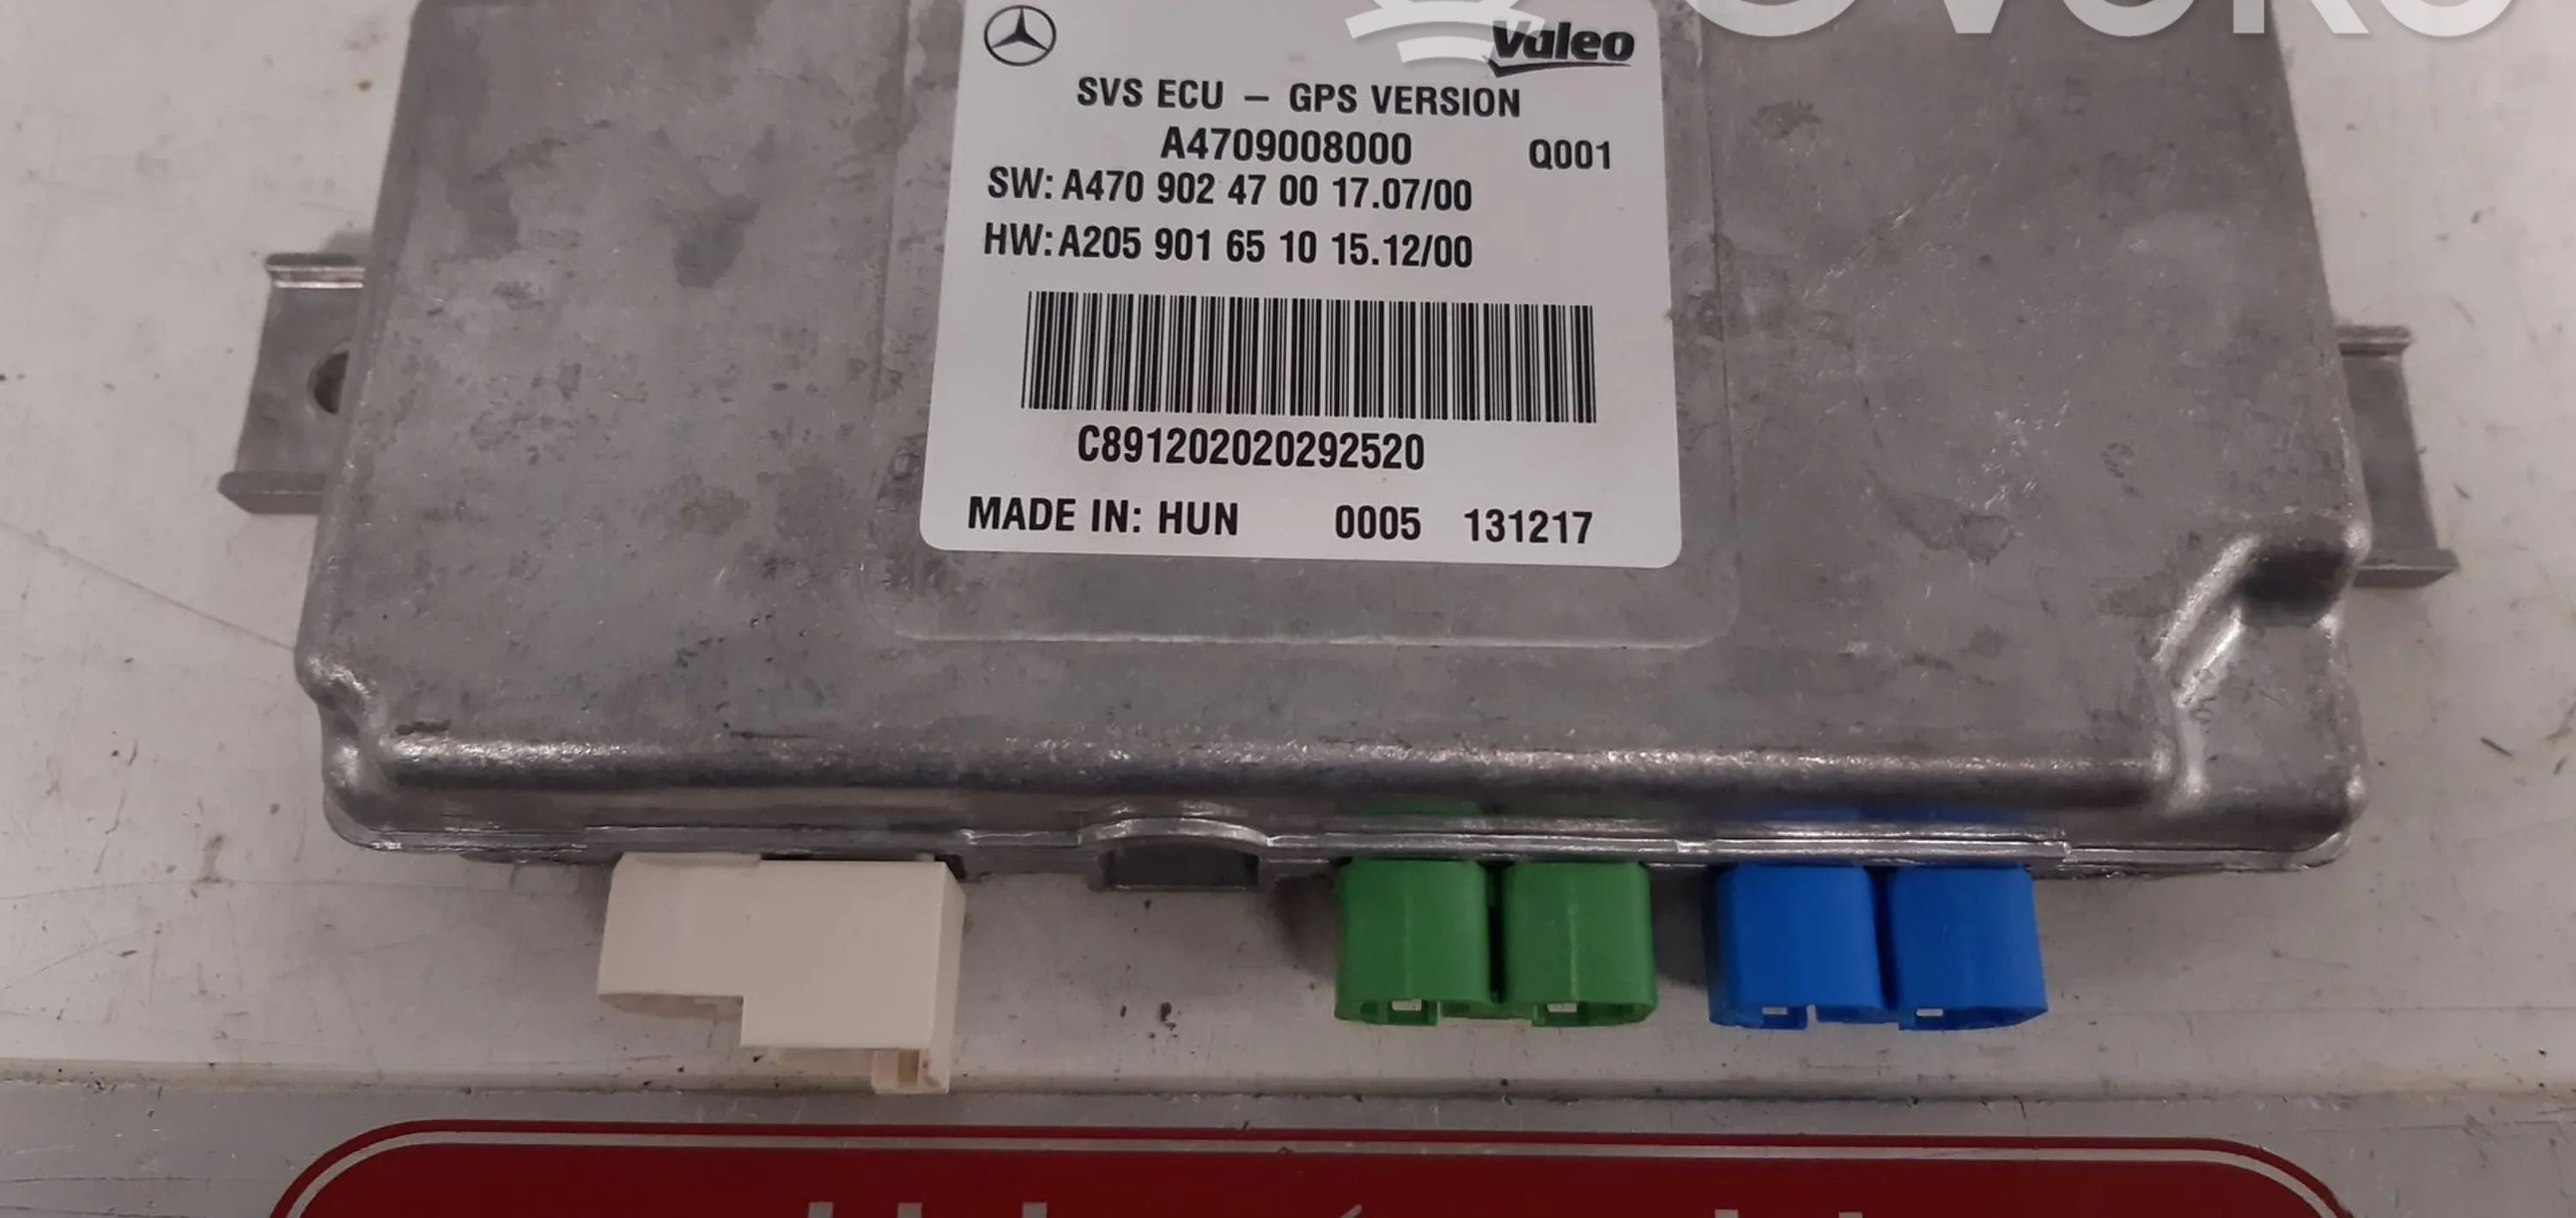 Valeo
SVS ECU – GPS VERSION
A4709008000 Q001
SW: A470 902 47 00 17.07/00
HW: A205 901 65 10 15.12/00
C891202020292520
MADE IN: HUN 0005 131217